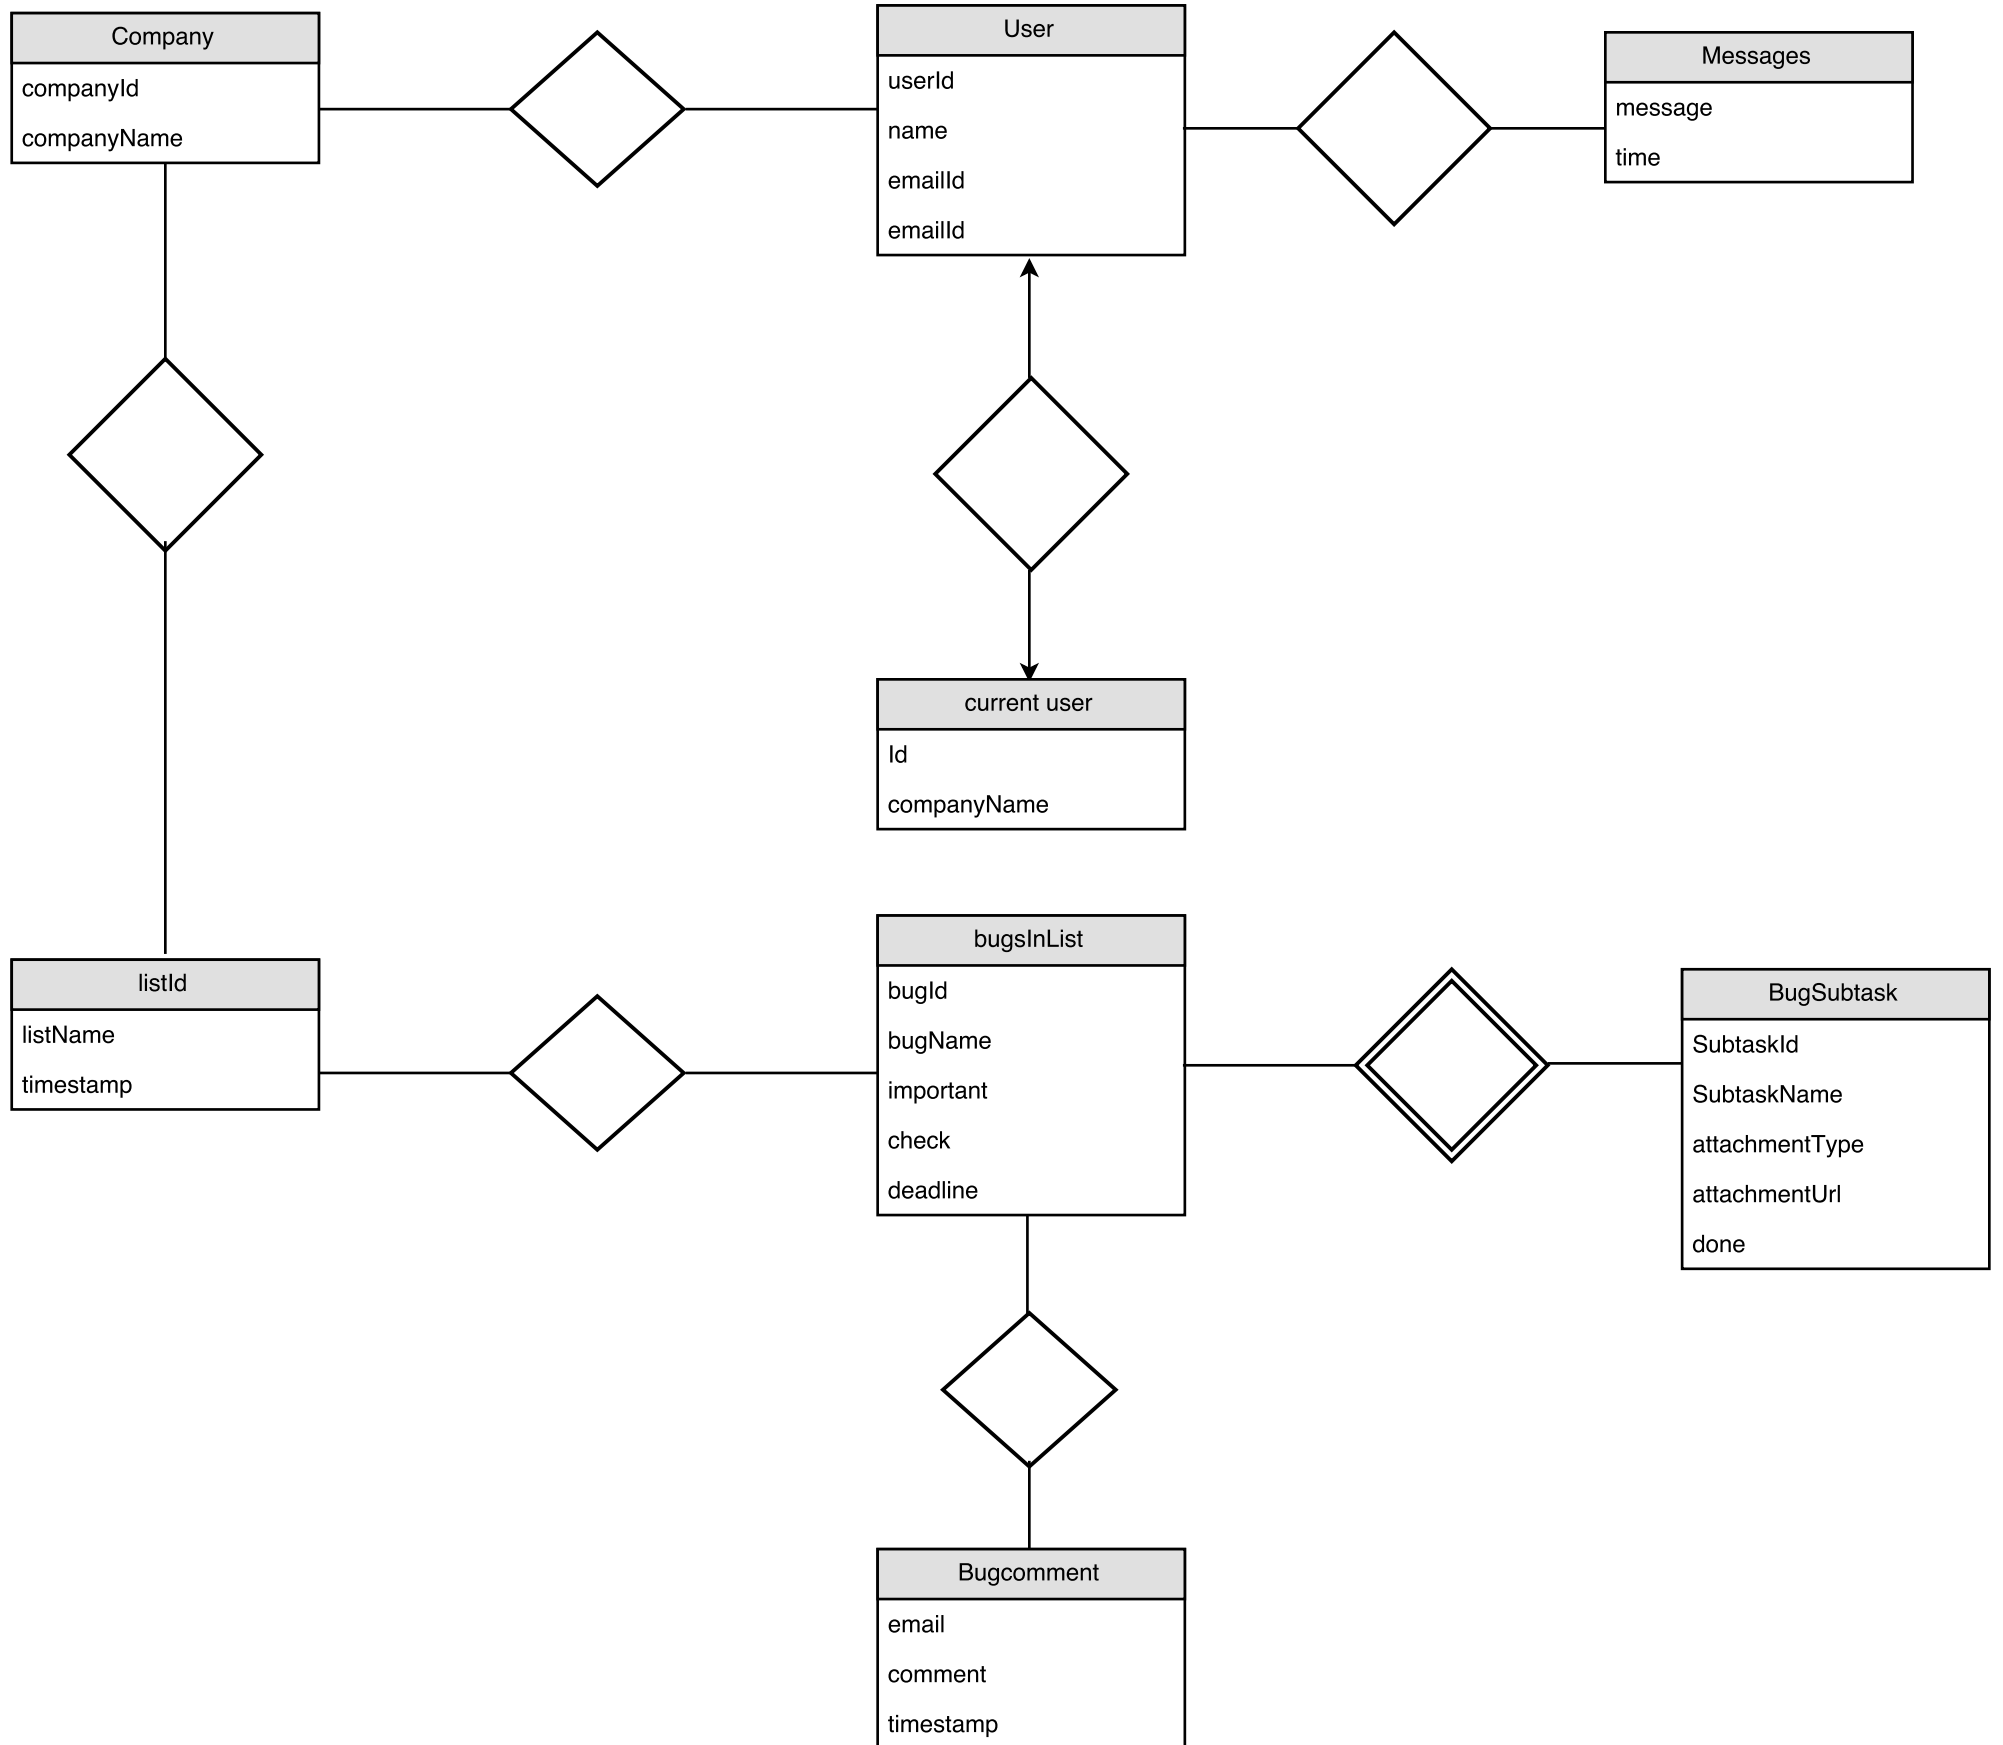 Company
companyId
companyName
User
userId
name
emailId
emailId
Messages
message
time
current user
Id
companyName
listId
listName
timestamp
bugsInList
bugId
bugName
important
check
deadline
BugSubtask
SubtaskId
SubtaskName
attachmentType
attachmentUrl
done
Bugcomment
email
comment
timestamp